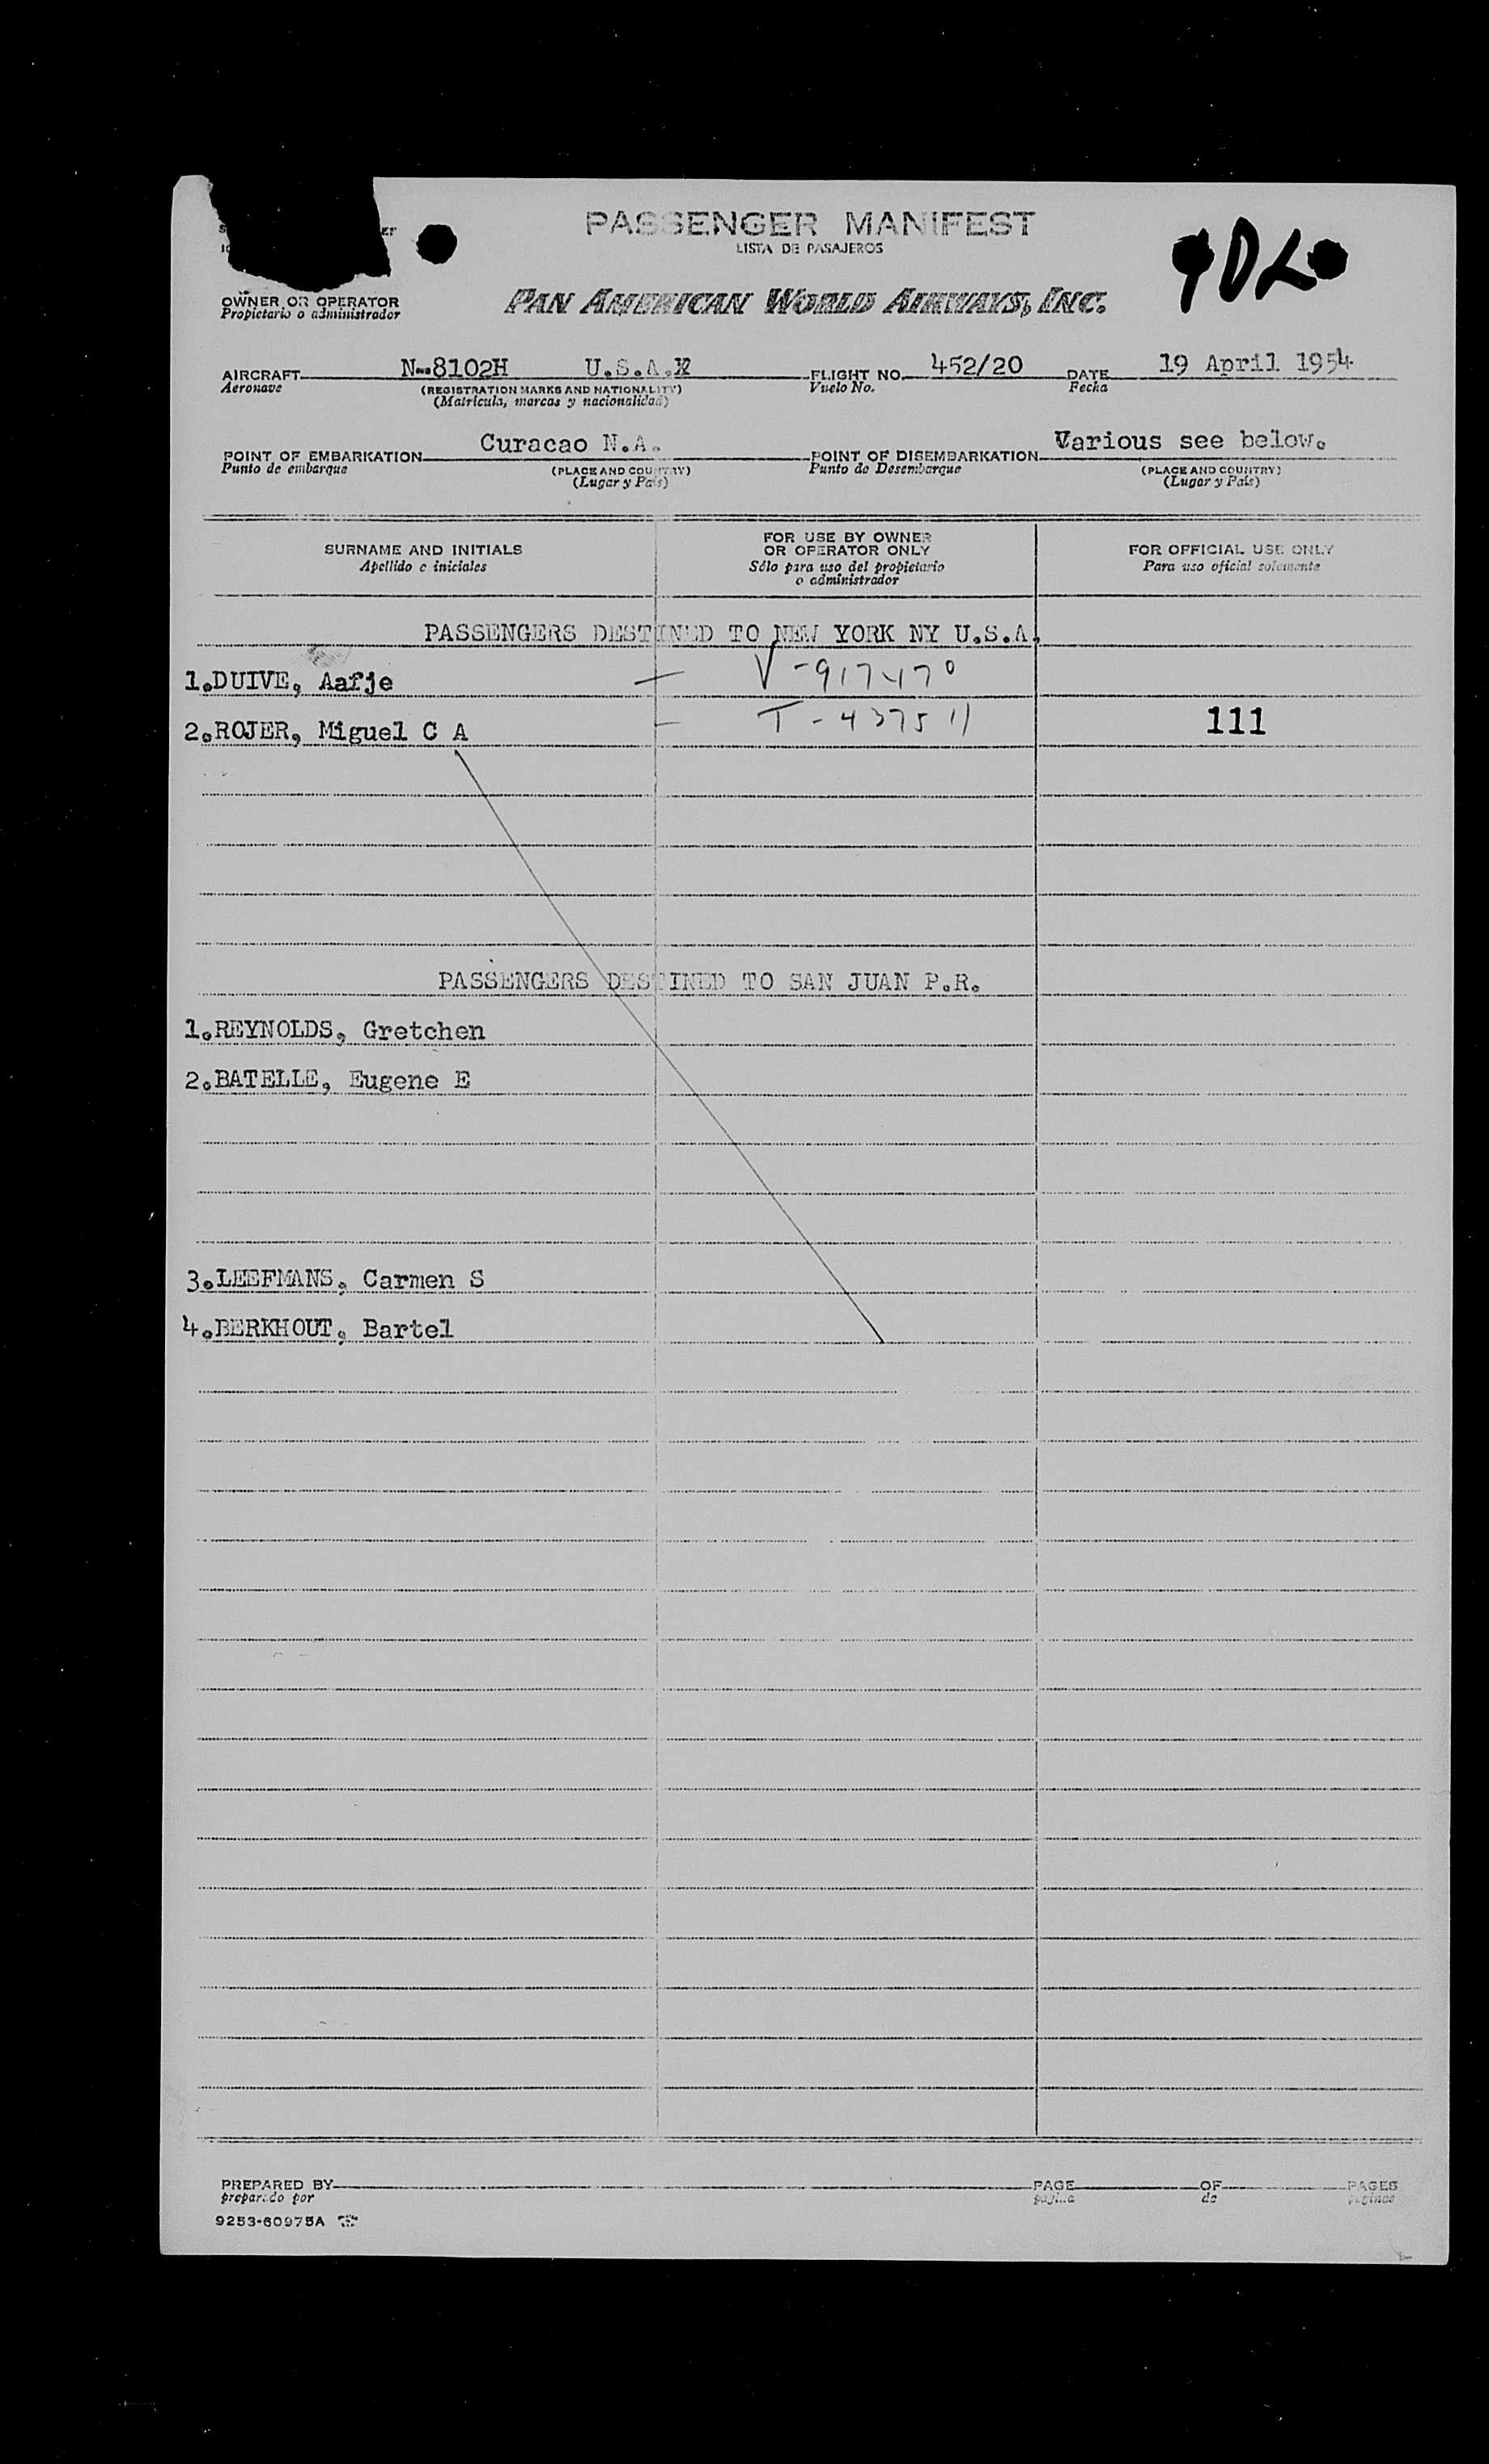 PASSENGER MANIFEST
LISTA DE PASAJEROS
OWNER OR OPERATOR
Propietario o administrador
PAN AMERICAN WORLD AIRWAYS, INC.
AIRCRAFT N--8102H U.S.A. FLIGHT NO. 452/20 DATE 19 April 1954
Aeronave (REGISTRATION MARKS AND NATIONALITY) Vuelo No. Fecha
(Matrícula, marcas y nacionalidad)
POINT OF EMBARKATION Curacao N.A. POINT OF DISEMBARKATION Various see below.
Punto de embarque (PLACE AND COUNTRY) Punto de Desembarque (PLACE AND COUNTRY)
(Lugar y País) (Lugar y País)
SURNAME AND INITIALS
Apellido e iniciales
FOR USE BY OWNER
OR OPERATOR ONLY
Sólo para uso del propietario
o administrador
FOR OFFICIAL USE ONLY
Para uso oficial solamente
PASSENGERS DESTINED TO NEW YORK NY U.S.A.
1.DUIVE, Aafje — V-917470
2.ROJER, Miguel C A — T-437511 111
PASSENGERS DESTINED TO SAN JUAN P.R.
1.REYNOLDS, Gretchen
2.BATELLE, Eugene E
3.LEEFMANS, Carmen S
4.BERKHOUT, Bartel
PREPARED BY PAGE OF PAGES
preparado por pagina de paginas
9253-60975A